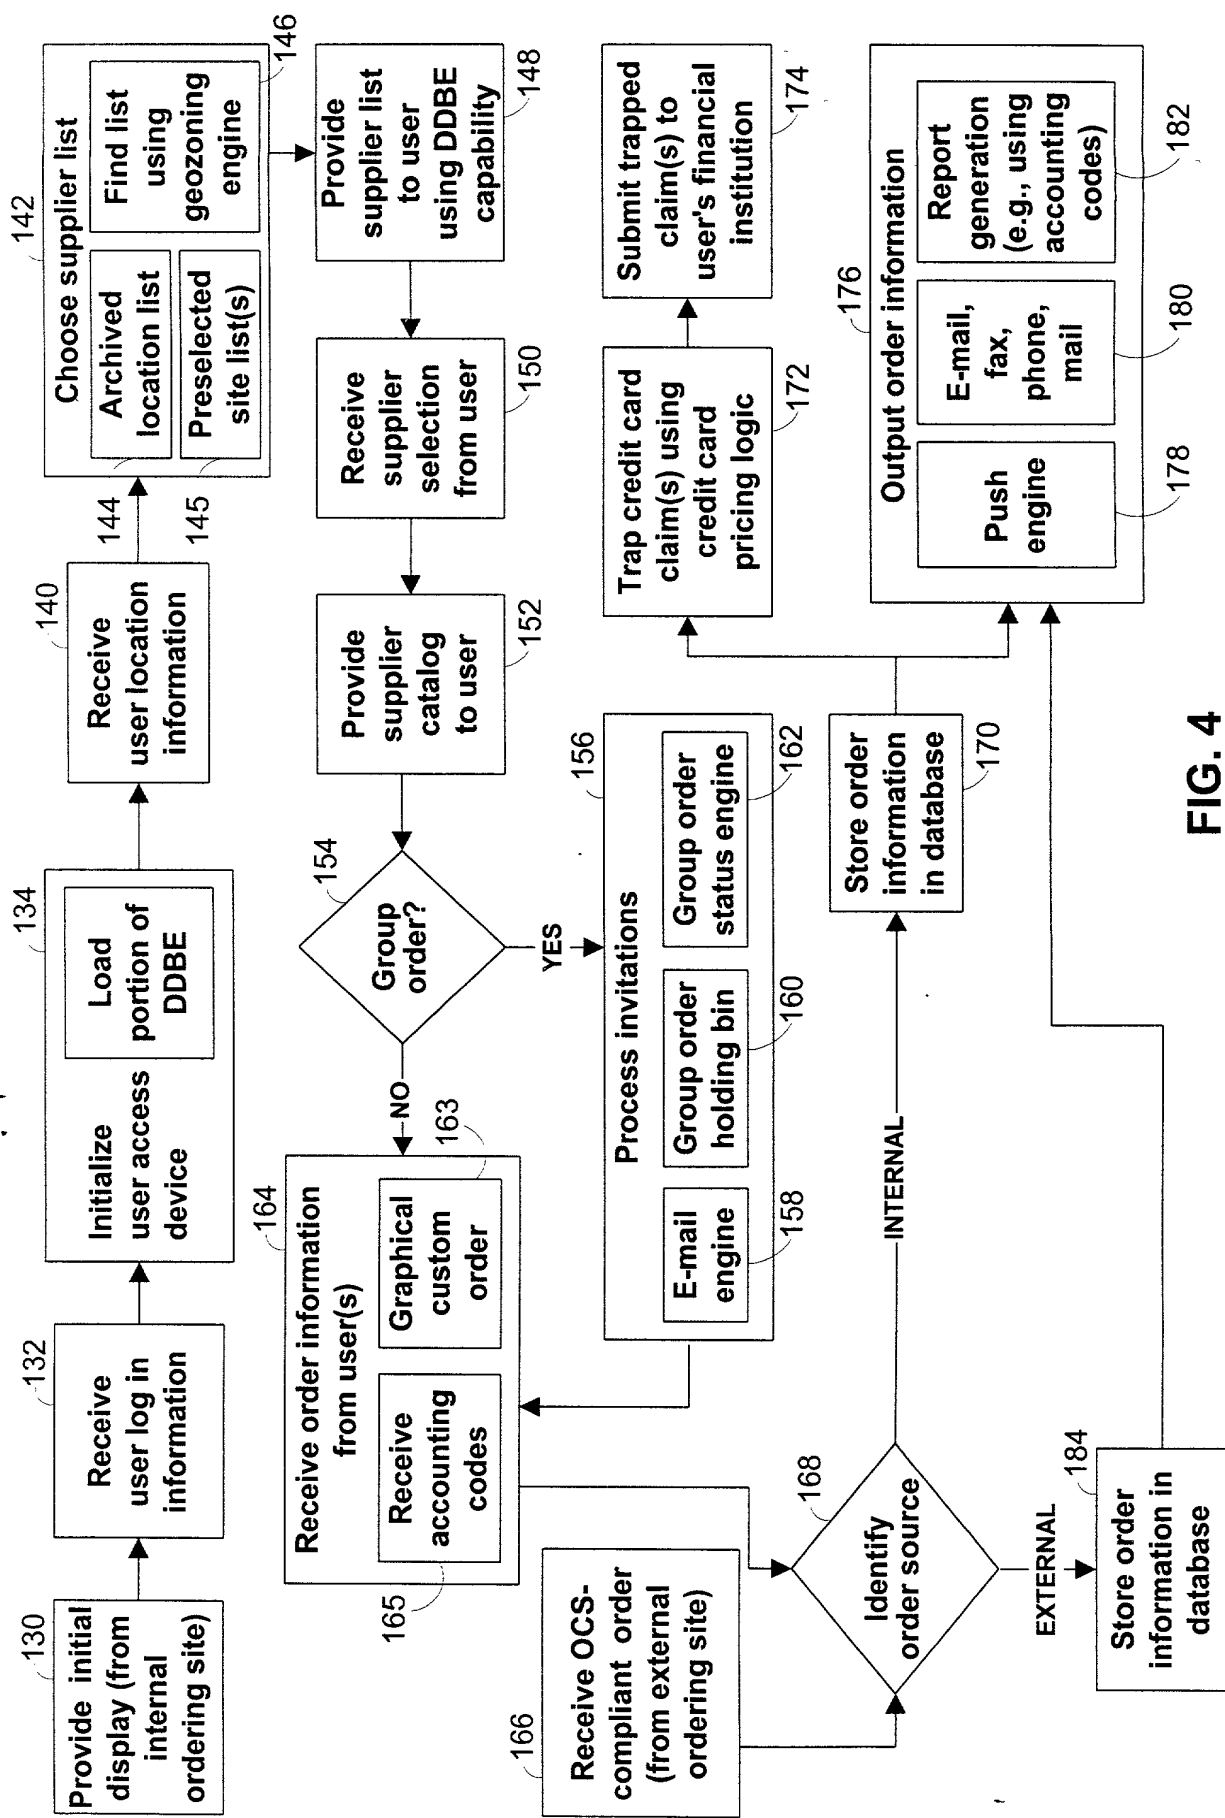 130
Provide initial
display (from
internal
ordering site)
132
Receive
user log in
information
134
Initialize
user access
device
Load
portion of
DDBE
140
Receive
user location
information
142
Choose supplier list
144
Archived
location list
145
Preselected
site list(s)
146
Find list
using
geozoning
engine
148
Provide
supplier list
to user
using DDBE
capability
150
Receive
supplier
selection
from user
152
Provide
supplier
catalog
to user
154
Group
order?
NO
YES
164
Receive order information
from user(s)
165
Receive
accounting
codes
163
Graphical
custom
order
156
Process invitations
E-mail
engine
158
Group order
holding bin
160
Group order
status engine
162
166
Receive OCS-
compliant order
(from external
ordering site)
168
Identify
order source
INTERNAL
EXTERNAL
170
Store order
information
in database
172
Trap credit card
claim(s) using
credit card
pricing logic
174
Submit trapped
claim(s) to
user's financial
institution
176
Output order information
Push
engine
178
E-mail,
fax,
phone,
mail
180
Report
generation
(e.g., using
accounting
codes)
182
184
Store order
information in
database
FIG. 4